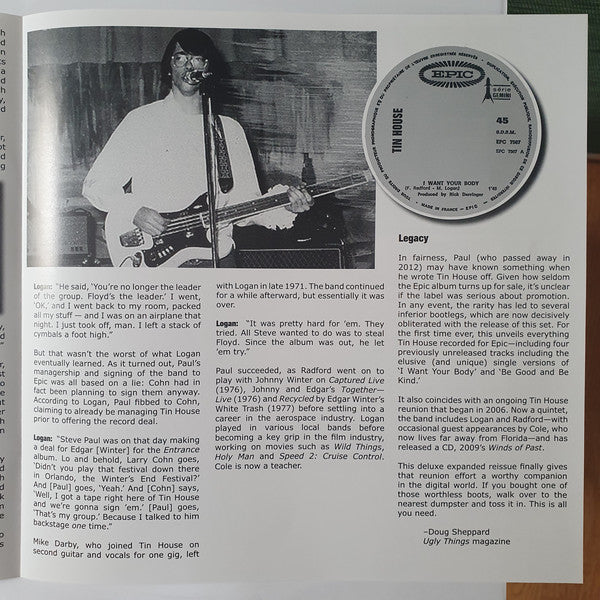 SÉRIE
GEMINI
EPIC
TIN HOUSE
45
B.I.E.M.
EPC 7567
EPC 7567 A
I WANT YOUR BODY
(F. Radford - M. Logan)
Produced by Rick Derringer
MADE IN FRANCE - EPIC
Logan: "He said, 'You're no longer the leader
of the group. Floyd's the leader.' I went,
'OK,' and I went back to my room, packed
all my stuff — and I was on an airplane that
night. I just took off, man. I left a stack of
cymbals a foot high."
But that wasn't the worst of what Logan
eventually learned. As it turned out, Paul's
managership and signing of the band to
Epic was all based on a lie: Cohn had in
fact been planning to sign them anyway.
According to Logan, Paul fibbed to Cohn,
claiming to already be managing Tin House
prior to offering the record deal.
Logan: "Steve Paul was on that day making
a deal for Edgar [Winter] for the Entrance
album. Lo and behold, Larry Cohn goes,
'Didn't you play that festival down there
in Orlando, the Winter's End Festival?'
And [Paul] goes, 'Yeah.' And [Cohn] says,
'Well, I got a tape right here of Tin House
and we're gonna sign 'em.' [Paul] goes,
'That's my group.' Because I talked to him
backstage one time."
Mike Darby, who joined Tin House on
second guitar and vocals for one gig, left
with Logan in late 1971. The band continued
for a while afterward, but essentially it was
over.
Logan: "It was pretty hard for 'em. They
tried. All Steve wanted to do was to steal
Floyd. Since the album was out, he let
'em try."
Paul succeeded, as Radford went on to
play with Johnny Winter on Captured Live
(1976), Johnny and Edgar's Together—
Live (1976) and Recycled by Edgar Winter's
White Trash (1977) before settling into a
career in the aerospace industry. Logan
played in various local bands before
becoming a key grip in the film industry,
working on movies such as Wild Things,
Holy Man and Speed 2: Cruise Control.
Cole is now a teacher.
Legacy
In fairness, Paul (who passed away in
2012) may have known something when
he wrote Tin House off. Given how seldom
the Epic album turns up for sale, it's unclear
if the label was serious about promotion.
In any event, the rarity has led to several
inferior bootlegs, which are now decisively
obliterated with the release of this set. For
the first time ever, this unveils everything
Tin House recorded for Epic—including four
previously unreleased tracks including the
elusive (and unique) single versions of
'I Want Your Body' and 'Be Good and Be
Kind.'
It also coincides with an ongoing Tin House
reunion that began in 2006. Now a quintet,
the band includes Logan and Radford—with
occasional guest appearances by Cole, who
now lives far away from Florida—and has
released a CD, 2009's Winds of Past.
This deluxe expanded reissue finally gives
that reunion effort a worthy companion
in the digital world. If you bought one of
those worthless boots, walk over to the
nearest dumpster and toss it in. This is all
you need.
–Doug Sheppard
Ugly Things magazine